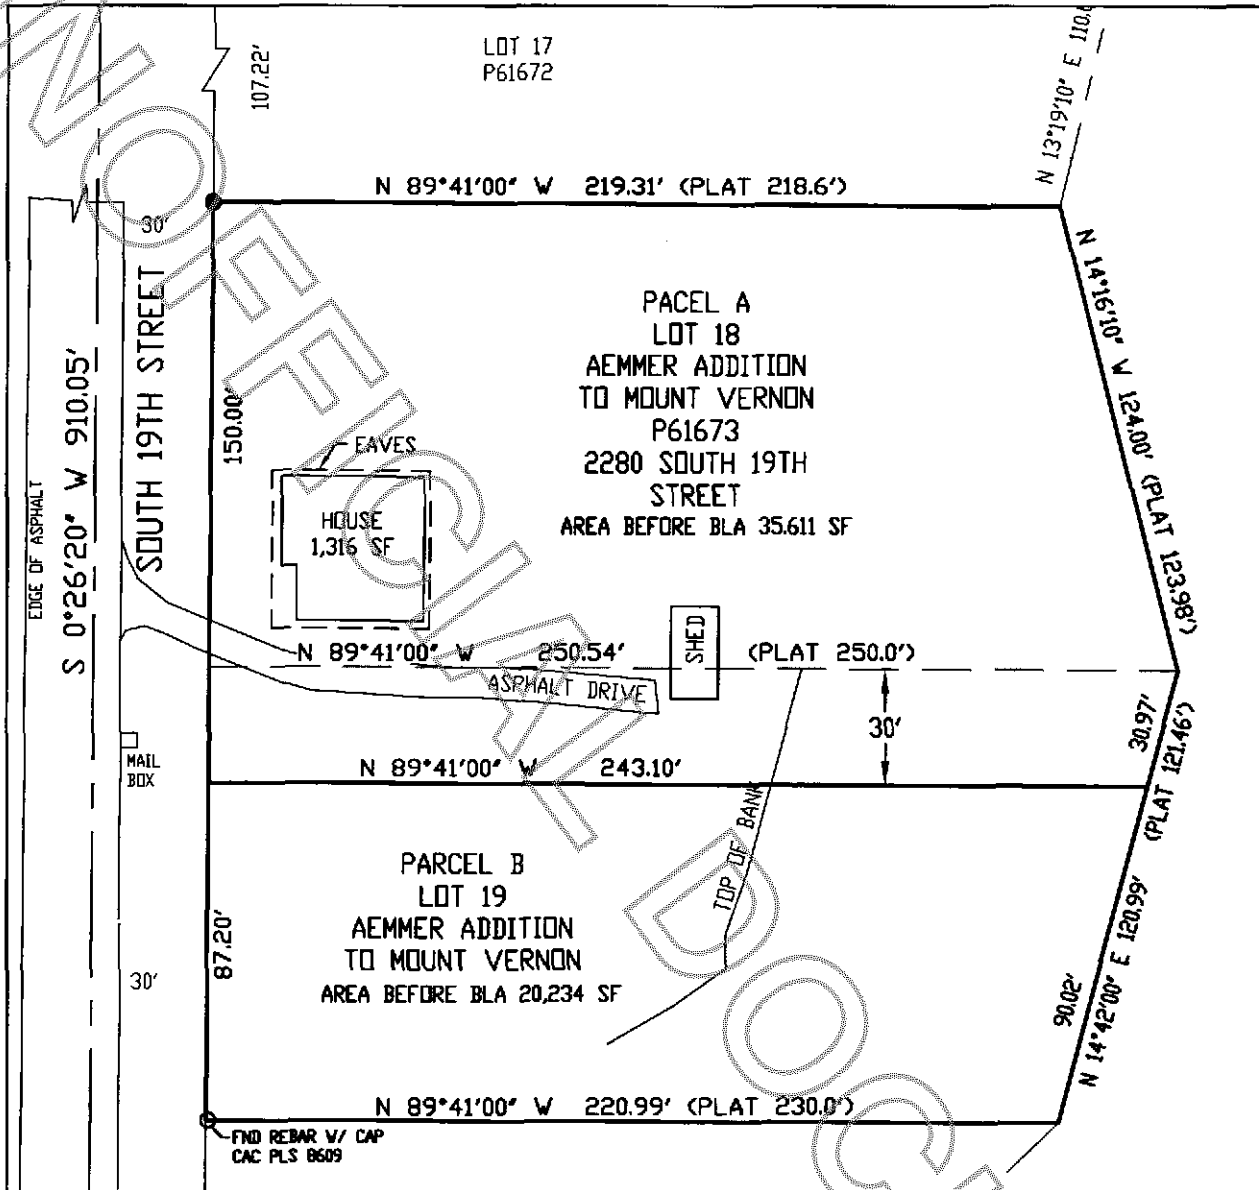 LOT 17
P61672
107.22'
N 13°19'10" E
N 89°41'00" W 219.31' (PLAT 218.6')
30'
SOUTH 19TH STREET
S 0°26'20" W 910.05'
EDGE OF ASPHALT
150.00'
N 14°16'10" W 124.00' (PLAT 123.98')
PACEL A
LOT 18
AEMMER ADDITION
TO MOUNT VERNON
P61673
2280 SOUTH 19TH
STREET
AREA BEFORE BLA 35.611 SF
EAVES
HOUSE
1,316 SF
SHED
N 89°41'00" W 250.54' (PLAT 250.0')
ASPHALT DRIVE
30'
30.97'
(PLAT 121.46')
MAIL
BOX
N 89°41'00" W 243.10'
TOP OF BANK
PARCEL B
LOT 19
AEMMER ADDITION
TO MOUNT VERNON
AREA BEFORE BLA 20,234 SF
87.20'
30'
90.02'
N 14°42'00" E 120.99'
N 89°41'00" W 220.99' (PLAT 230.0')
FND REBAR W/ CAP
CAC PLS 8609
UNOFFICIAL DOC